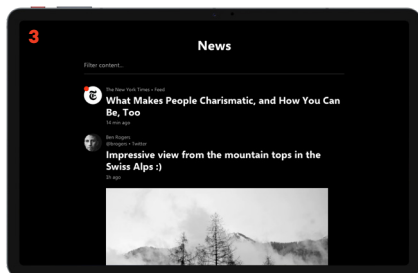 3
News
Filter content...
The New York Times • Feed
What Makes People Charismatic, and How You Can
Be, Too
14 min ago
Ben Rogers
@brogers • Twitter
Impressive view from the mountain tops in the
Swiss Alps :)
3h ago